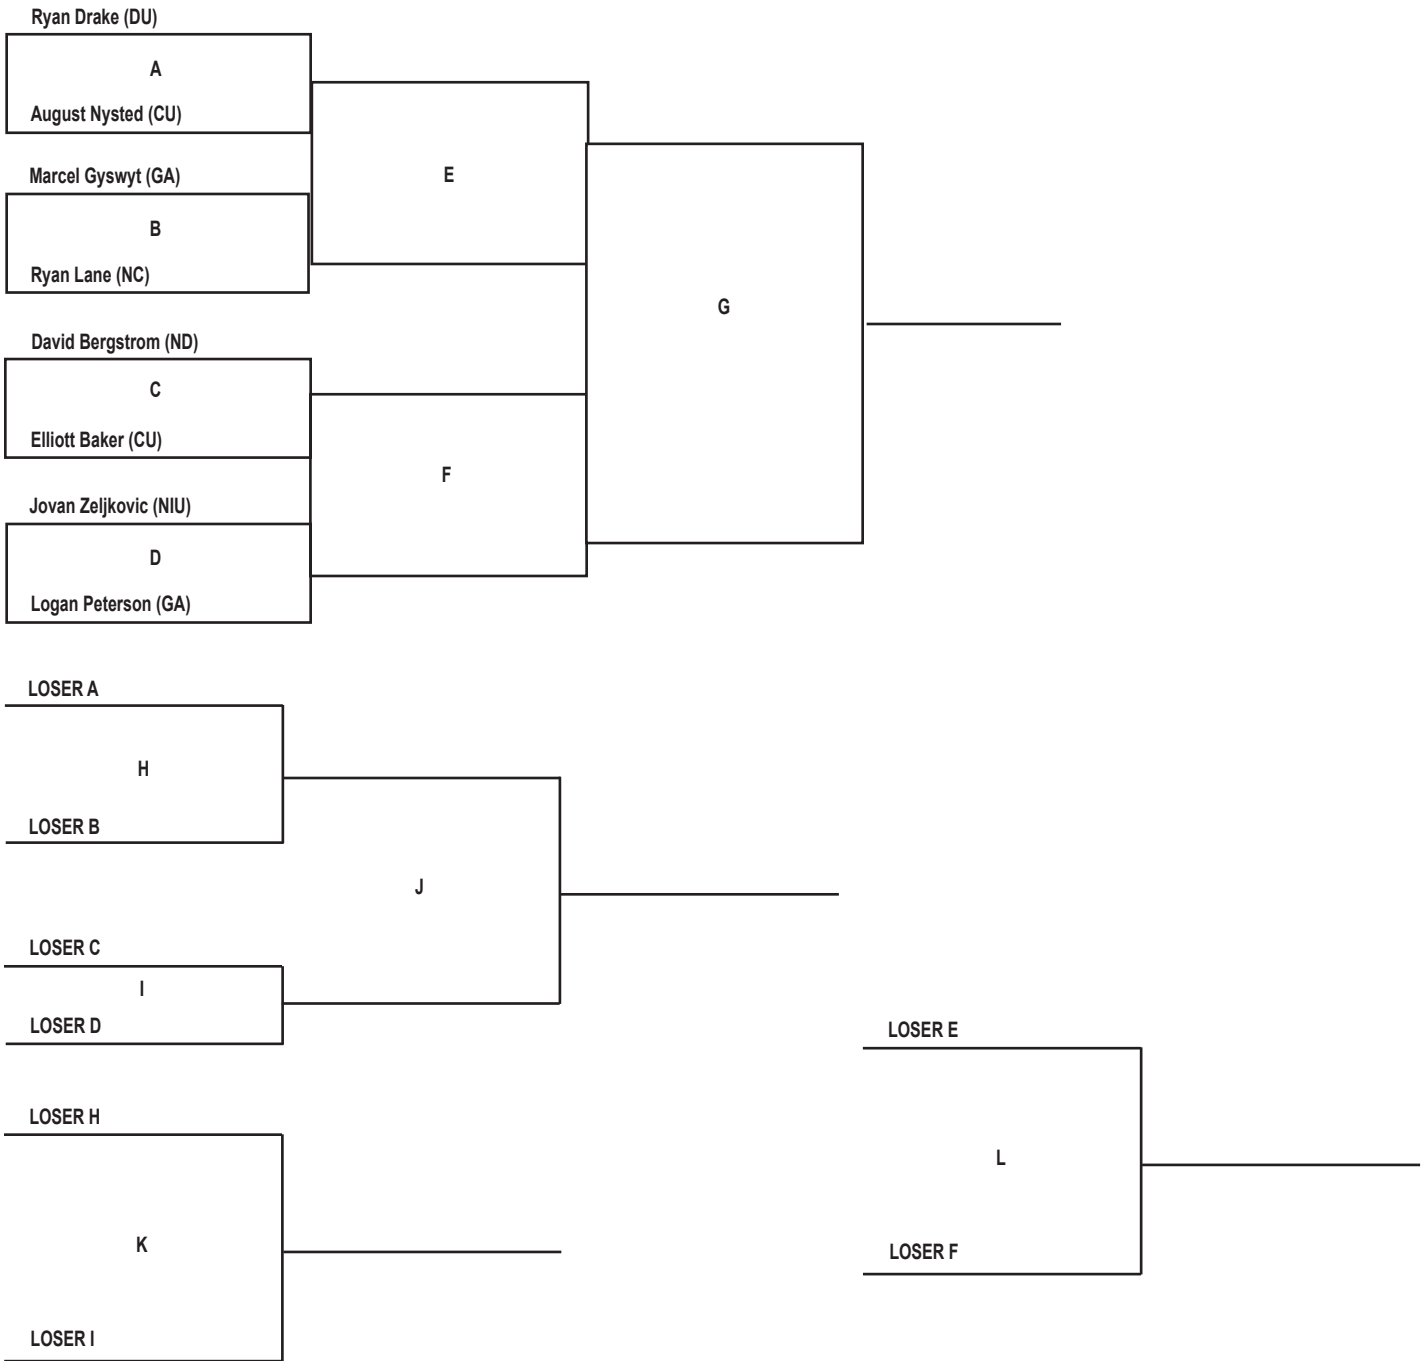 Ryan Drake (DU)
A
August Nysted (CU)
E
Marcel Gyswyt (GA)
B
Ryan Lane (NC)
G
David Bergstrom (ND)
C
Elliott Baker (CU)
F
Jovan Zeljkovic (NIU)
D
Logan Peterson (GA)
LOSER A
H
LOSER B
J
LOSER C
I
LOSER D
LOSER E
L
LOSER F
LOSER H
K
LOSER I